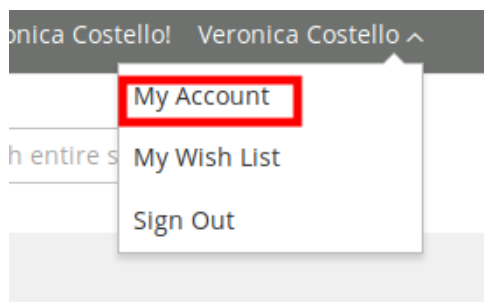 onica Costello! Veronica Costello
My Account
h entire s
My Wish List
Sign Out